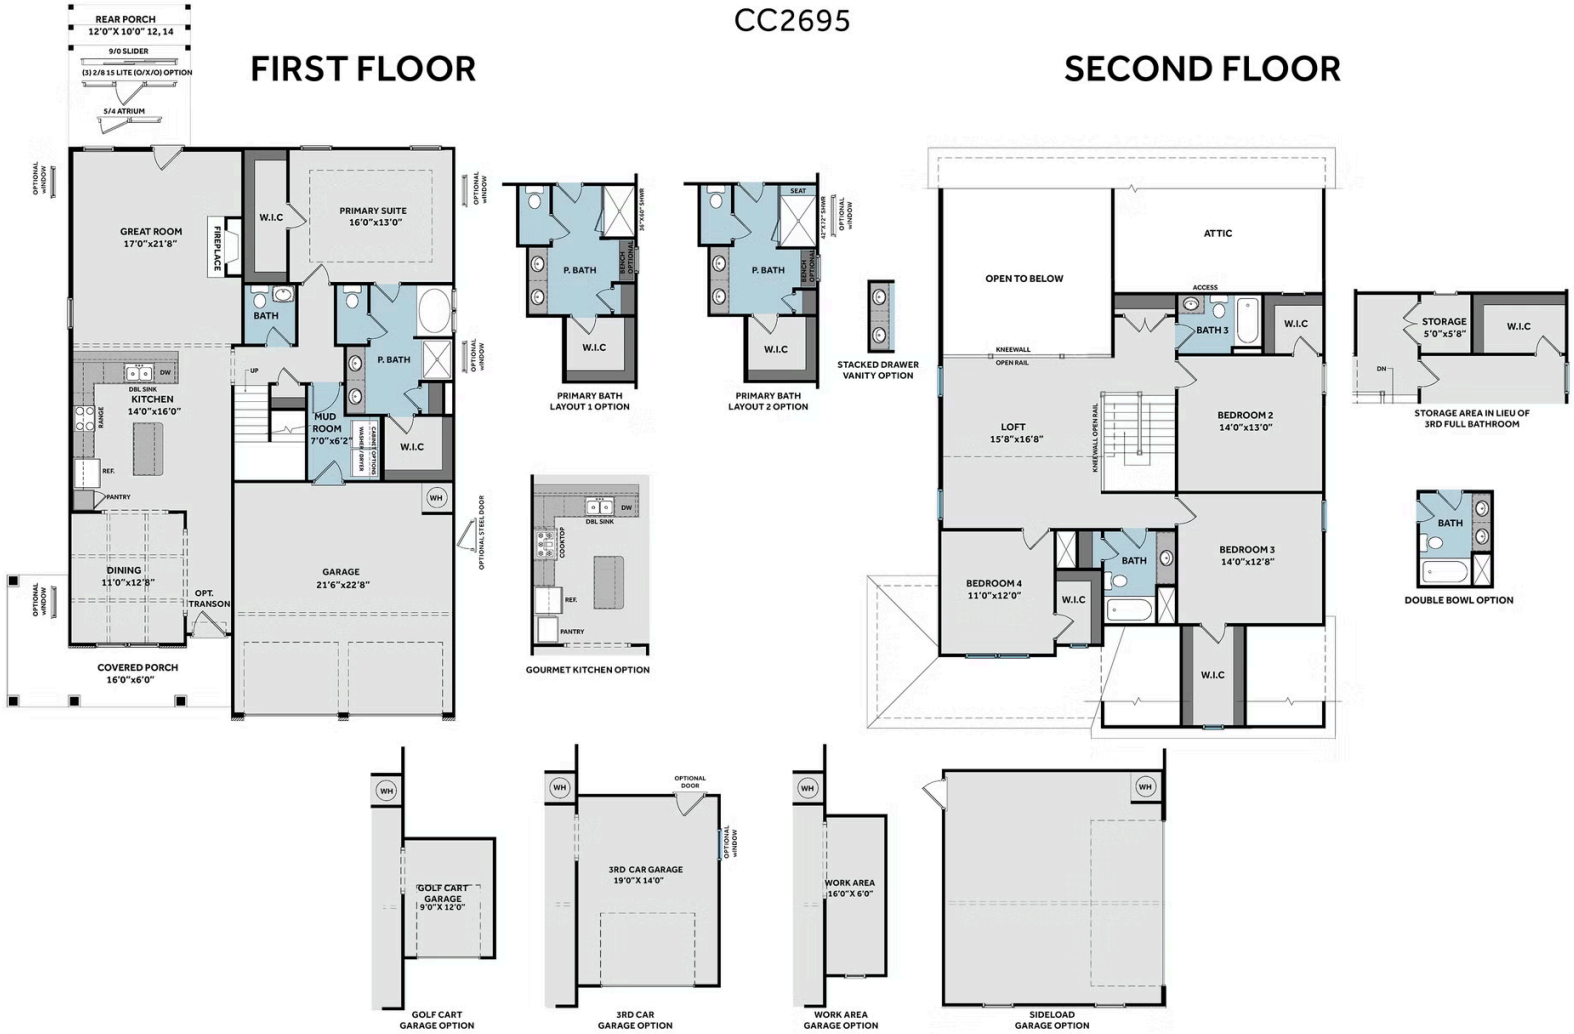 CC2695
FIRST FLOOR
SECOND FLOOR
REAR PORCH
12'0"X 10'0" 12, 14
9/0 SLIDER
(3) 2/8 15 LITE (O/X/O) OPTION
5/4 ATRIUM
OPTIONAL
WINDOW
GREAT ROOM
17'0"x21'8"
FIREPLACE
W.I.C
PRIMARY SUITE
16'0"x13'0"
OPTIONAL
WINDOW
BATH
P. BATH
OPTIONAL
WINDOW
UP
DW
DBL SINK
KITCHEN
14'0"x16'0"
RANGE
REF.
PANTRY
MUD
ROOM
7'0"x6'2"
WASHER / DRYER
CABINET OPTIONS
W.I.C
WH
OPTIONAL STEEL DOOR
DINING
11'0"x12'8"
OPTIONAL
WINDOW
OPT.
TRANSON
GARAGE
21'6"x22'8"
COVERED PORCH
16'0"x6'0"
36"X60" SHWR
P. BATH
BENCH
OPTIONAL
W.I.C
PRIMARY BATH
LAYOUT 1 OPTION
SEAT
42"X72" SHWR
OPTIONAL
WINDOW
P. BATH
BENCH
OPTIONAL
W.I.C
PRIMARY BATH
LAYOUT 2 OPTION
STACKED DRAWER
VANITY OPTION
DW
DBL SINK
COOKTOP
REF.
PANTRY
GOURMET KITCHEN OPTION
OPEN TO BELOW
ATTIC
ACCESS
BATH 3
W.I.C
KNEEWALL
OPEN RAIL
LOFT
15'8"x16'8"
KNEEWALL OPEN RAIL
BEDROOM 2
14'0"x13'0"
BEDROOM 3
14'0"x12'8"
BEDROOM 4
11'0"x12'0"
BATH
W.I.C
W.I.C
STORAGE
5'0"x5'8"
W.I.C
DN
STORAGE AREA IN LIEU OF
3RD FULL BATHROOM
BATH
DOUBLE BOWL OPTION
WH
GOLF CART
GARAGE
9'0"X 12'0"
GOLF CART
GARAGE OPTION
WH
OPTIONAL
DOOR
OPTIONAL
WINDOW
3RD CAR GARAGE
19'0"X 14'0"
3RD CAR
GARAGE OPTION
WH
WORK AREA
16'0"X 6'0"
WORK AREA
GARAGE OPTION
WH
SIDELOAD
GARAGE OPTION